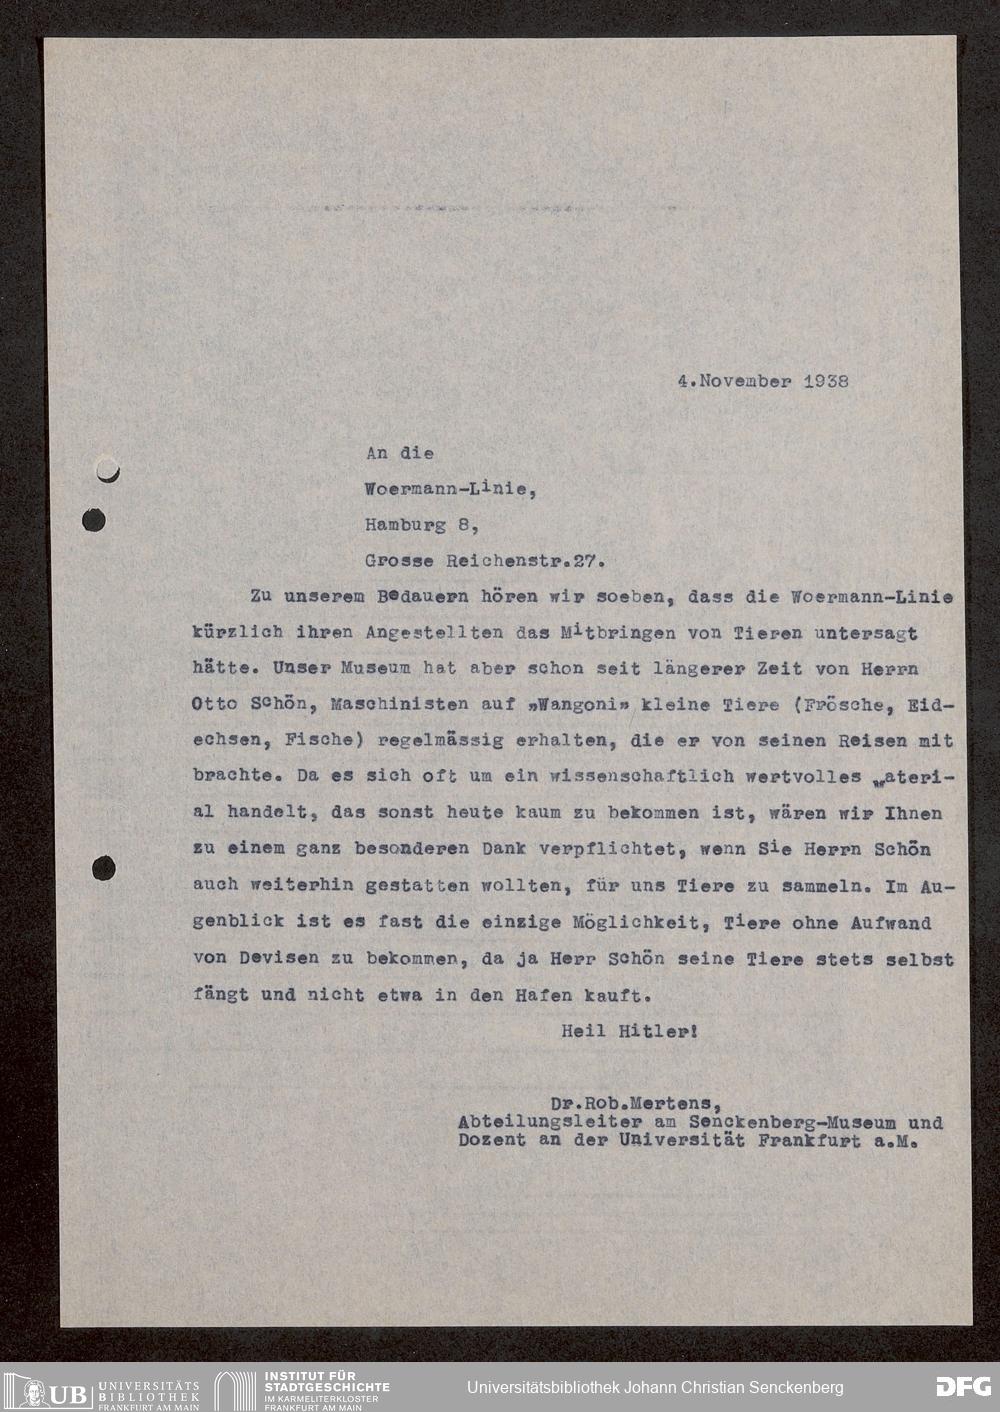 4.November 1938
An die
Woermann-Linie,
Hamburg 8,
Grosse Reichenstr.27.
Zu unserem Bedauern hören wir soeben, dass die Woermann-Linie
kürzlich ihren Angestellten das Mitbringen von Tieren untersagt
hätte. Unser Museum hat aber schon seit längerer Zeit von Herrn
Otto Schön, Maschinisten auf "Wangoni" kleine Tiere (Frösche, Eid-
echsen, Fische) regelmässig erhalten, die er von seinen Reisen mit
brachte. Da es sich oft um ein wissenschaftlich wertvolles Materi-
al handelt, das sonst heute kaum zu bekommen ist, wären wir Ihnen
zu einem ganz besonderen Dank verpflichtet, wenn Sie Herrn Schön
auch weiterhin gestatten wollten, für uns Tiere zu sammeln. Im Au-
genblick ist es fast die einzige Möglichkeit, Tiere ohne Aufwand
von Devisen zu bekommen, da ja Herr Schön seine Tiere stets selbst
fängt und nicht etwa in den Hafen kauft.
Heil Hitler!
Dr.Rob.Mertens,
Abteilungsleiter am Senckenberg-Museum und
Dozent an der Universität Frankfurt a.M.
UB UNIVERSITÄTS
BIBLIOTHEK
FRANKFURT AM MAIN
INSTITUT FÜR
STADTGESCHICHTE
IM KARMELITERKLOSTER
FRANKFURT AM MAIN
Universitätsbibliothek Johann Christian Senckenberg
DFG